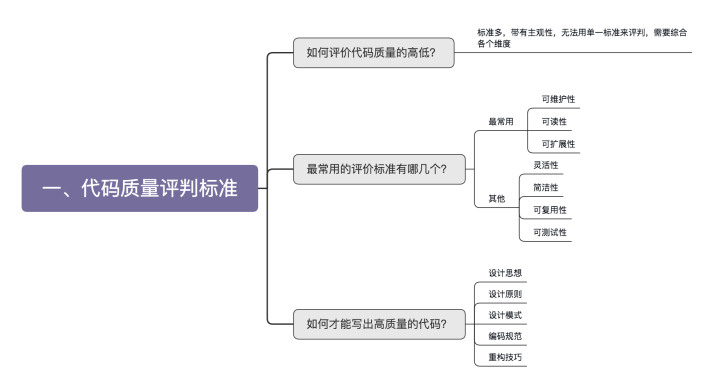 一、代码质量评判标准
如何评价代码质量的高低？
标准多，带有主观性，无法用单一标准来评判，需要综合
各个维度
最常用的评价标准有哪几个？
最常用
可维护性
可读性
可扩展性
其他
灵活性
简洁性
可复用性
可测试性
如何才能写出高质量的代码？
设计思想
设计原则
设计模式
编码规范
重构技巧